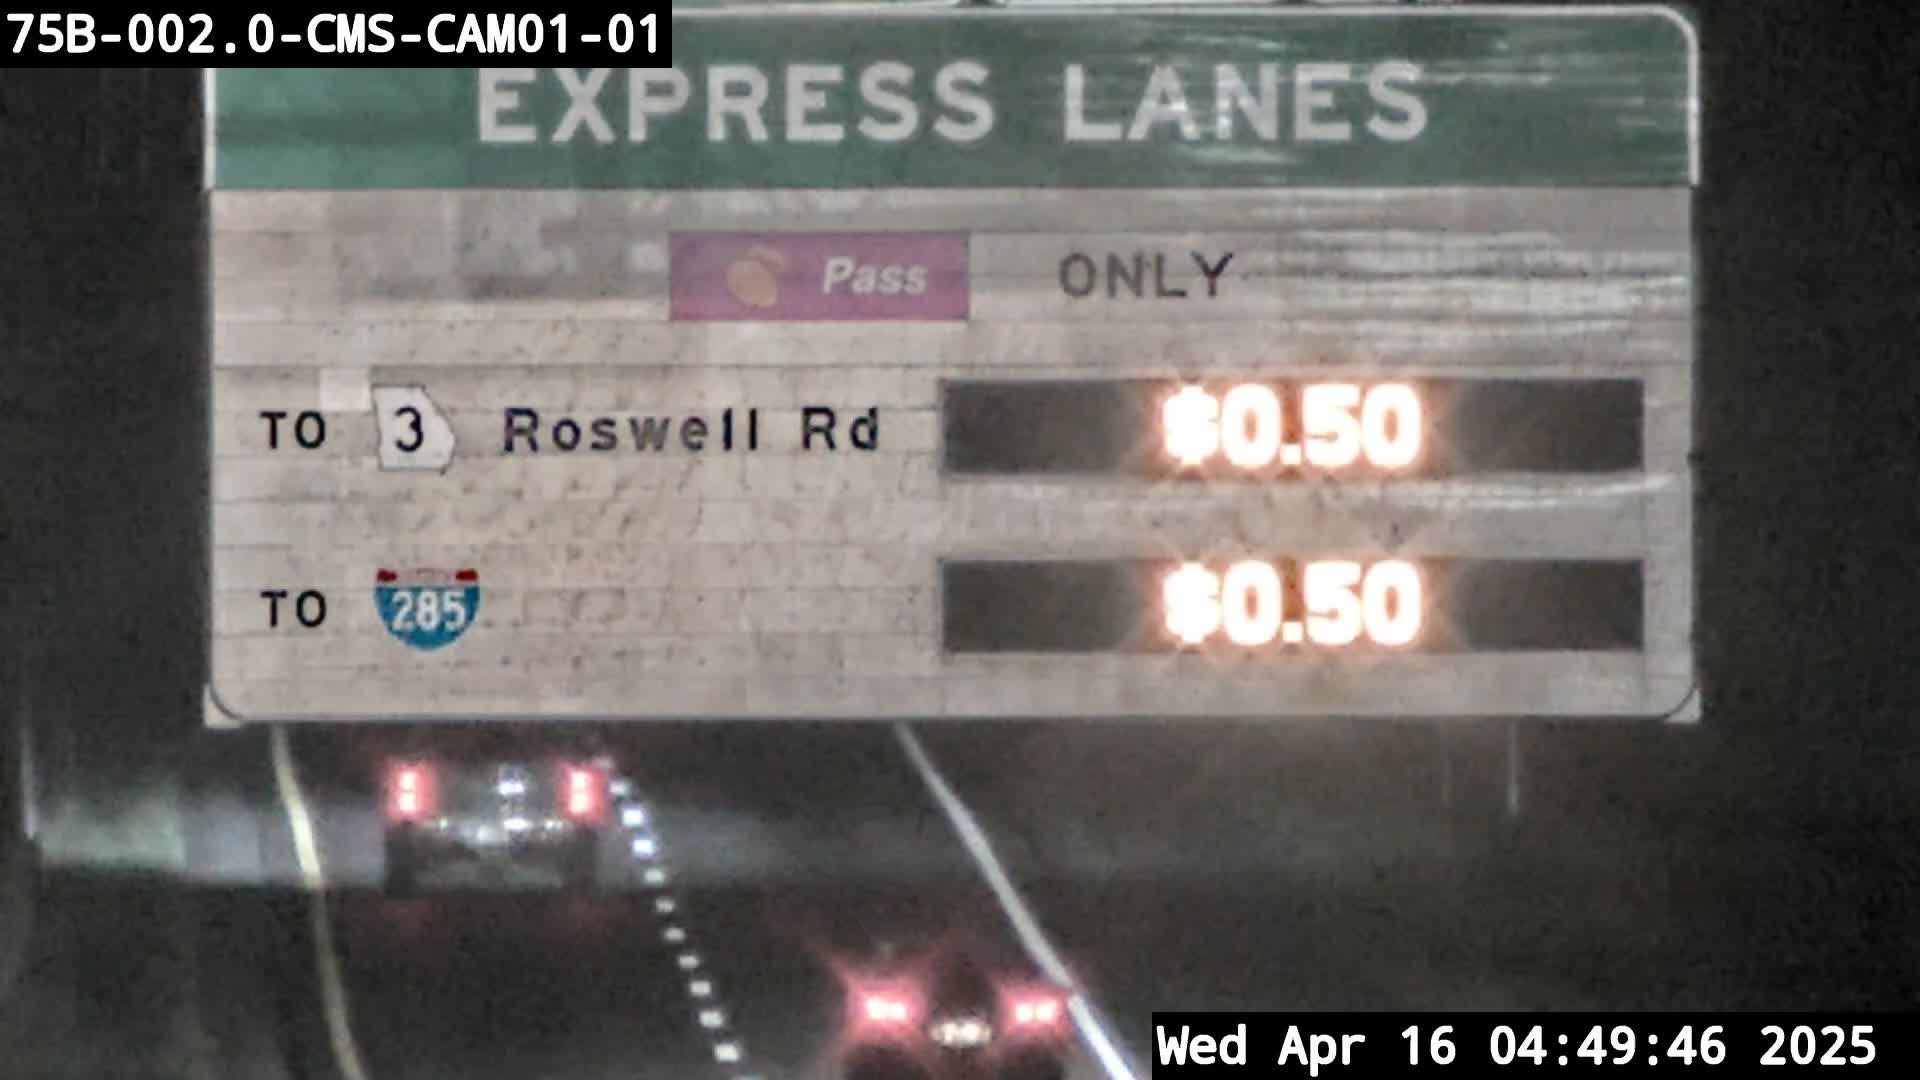 75B-002.0-CMS-CAM01-01
EXPRESS LANES
Pass ONLY
TO 3 Roswell Rd $0.50
TO 285 $0.50
Wed Apr 16 04:49:46 2025